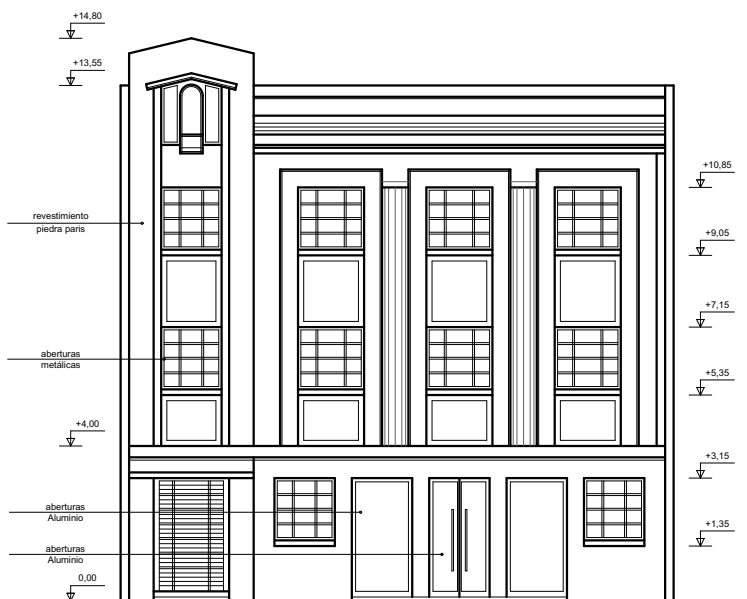 +14,80
+13,55
+10,85
revestimiento
piedra paris
+9,05
+7,15
aberturas
metálicas
+5,35
+4,00
+3,15
aberturas
Aluminio
+1,35
aberturas
Aluminio
0,00